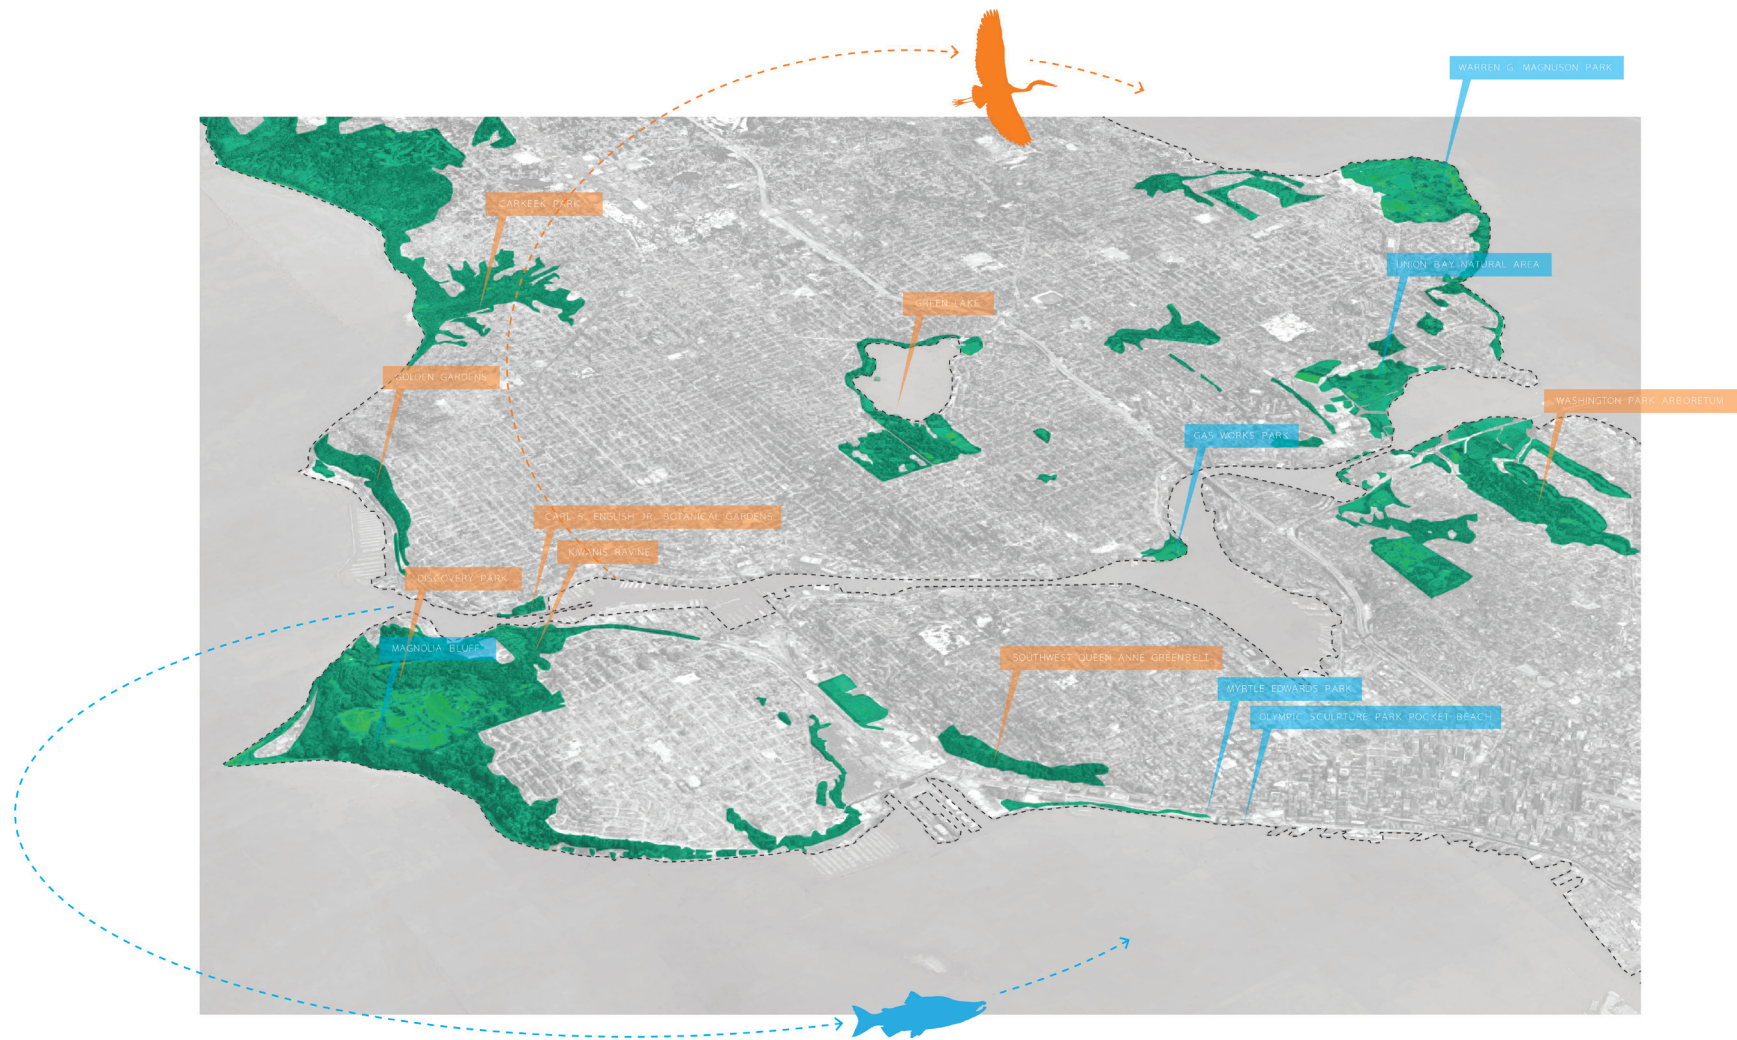 WARREN G. MAGNUSON PARK
CARKEEK PARK
UNION BAY NATURAL AREA
GREEN LAKE
GOLDEN GARDENS
WASHINGTON PARK ARBORETUM
GAS WORKS PARK
CARL S. ENGLISH JR. BOTANICAL GARDENS
KIWANIS RAVINE
DISCOVERY PARK
MAGNOLIA BLUFF
SOUTHWEST QUEEN ANNE GREENBELT
MYRTLE EDWARDS PARK
OLYMPIC SCULPTURE PARK POCKET BEACH